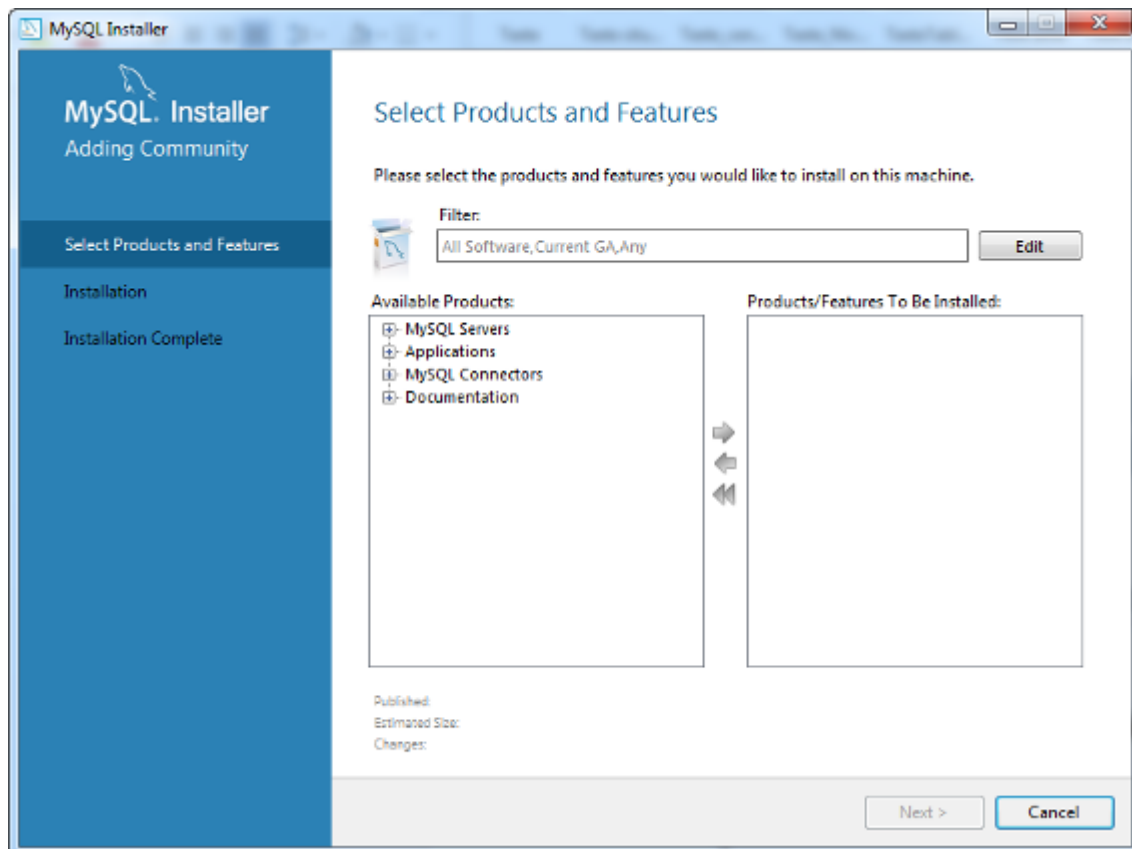 MySQL Installer
MySQL. Installer
Adding Community
Select Products and Features
Installation
Installation Complete
Select Products and Features
Please select the products and features you would like to install on this machine.
Filter:
All Software,Current GA,Any
Edit
Available Products:
MySQL Servers
Applications
MySQL Connectors
Documentation
Products/Features To Be Installed:
Published:
Estimated Size:
Changes:
Next >
Cancel